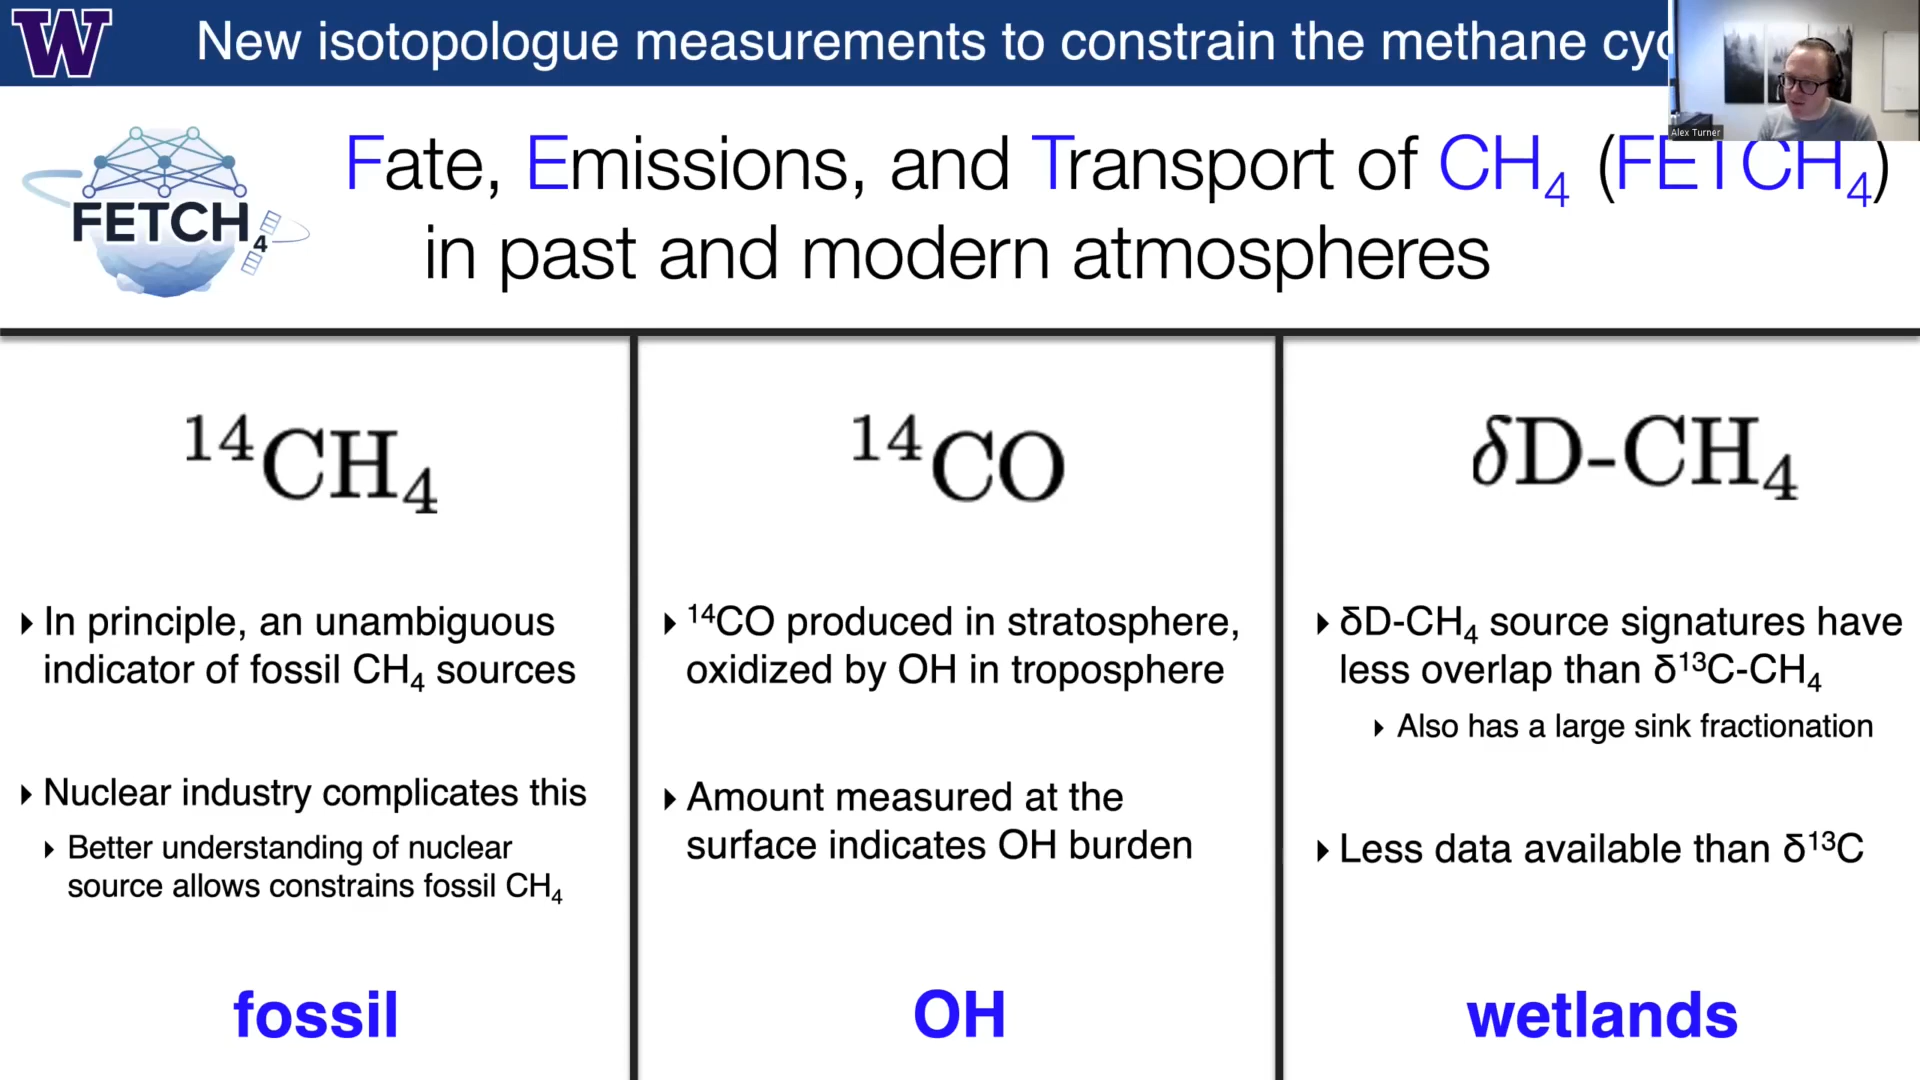 W
New isotopologue measurements to constrain the methane cyc
Alex Turner
FETCH₄
Fate, Emissions, and Transport of CH₄ (FETCH₄)
in past and modern atmospheres
¹⁴CH₄
▸ In principle, an unambiguous
indicator of fossil CH₄ sources
▸ Nuclear industry complicates this
▸ Better understanding of nuclear
source allows constrains fossil CH₄
fossil
¹⁴CO
▸ ¹⁴CO produced in stratosphere,
oxidized by OH in troposphere
▸ Amount measured at the
surface indicates OH burden
OH
δD-CH₄
▸ δD-CH₄ source signatures have
less overlap than δ¹³C-CH₄
▸ Also has a large sink fractionation
▸ Less data available than δ¹³C
wetlands